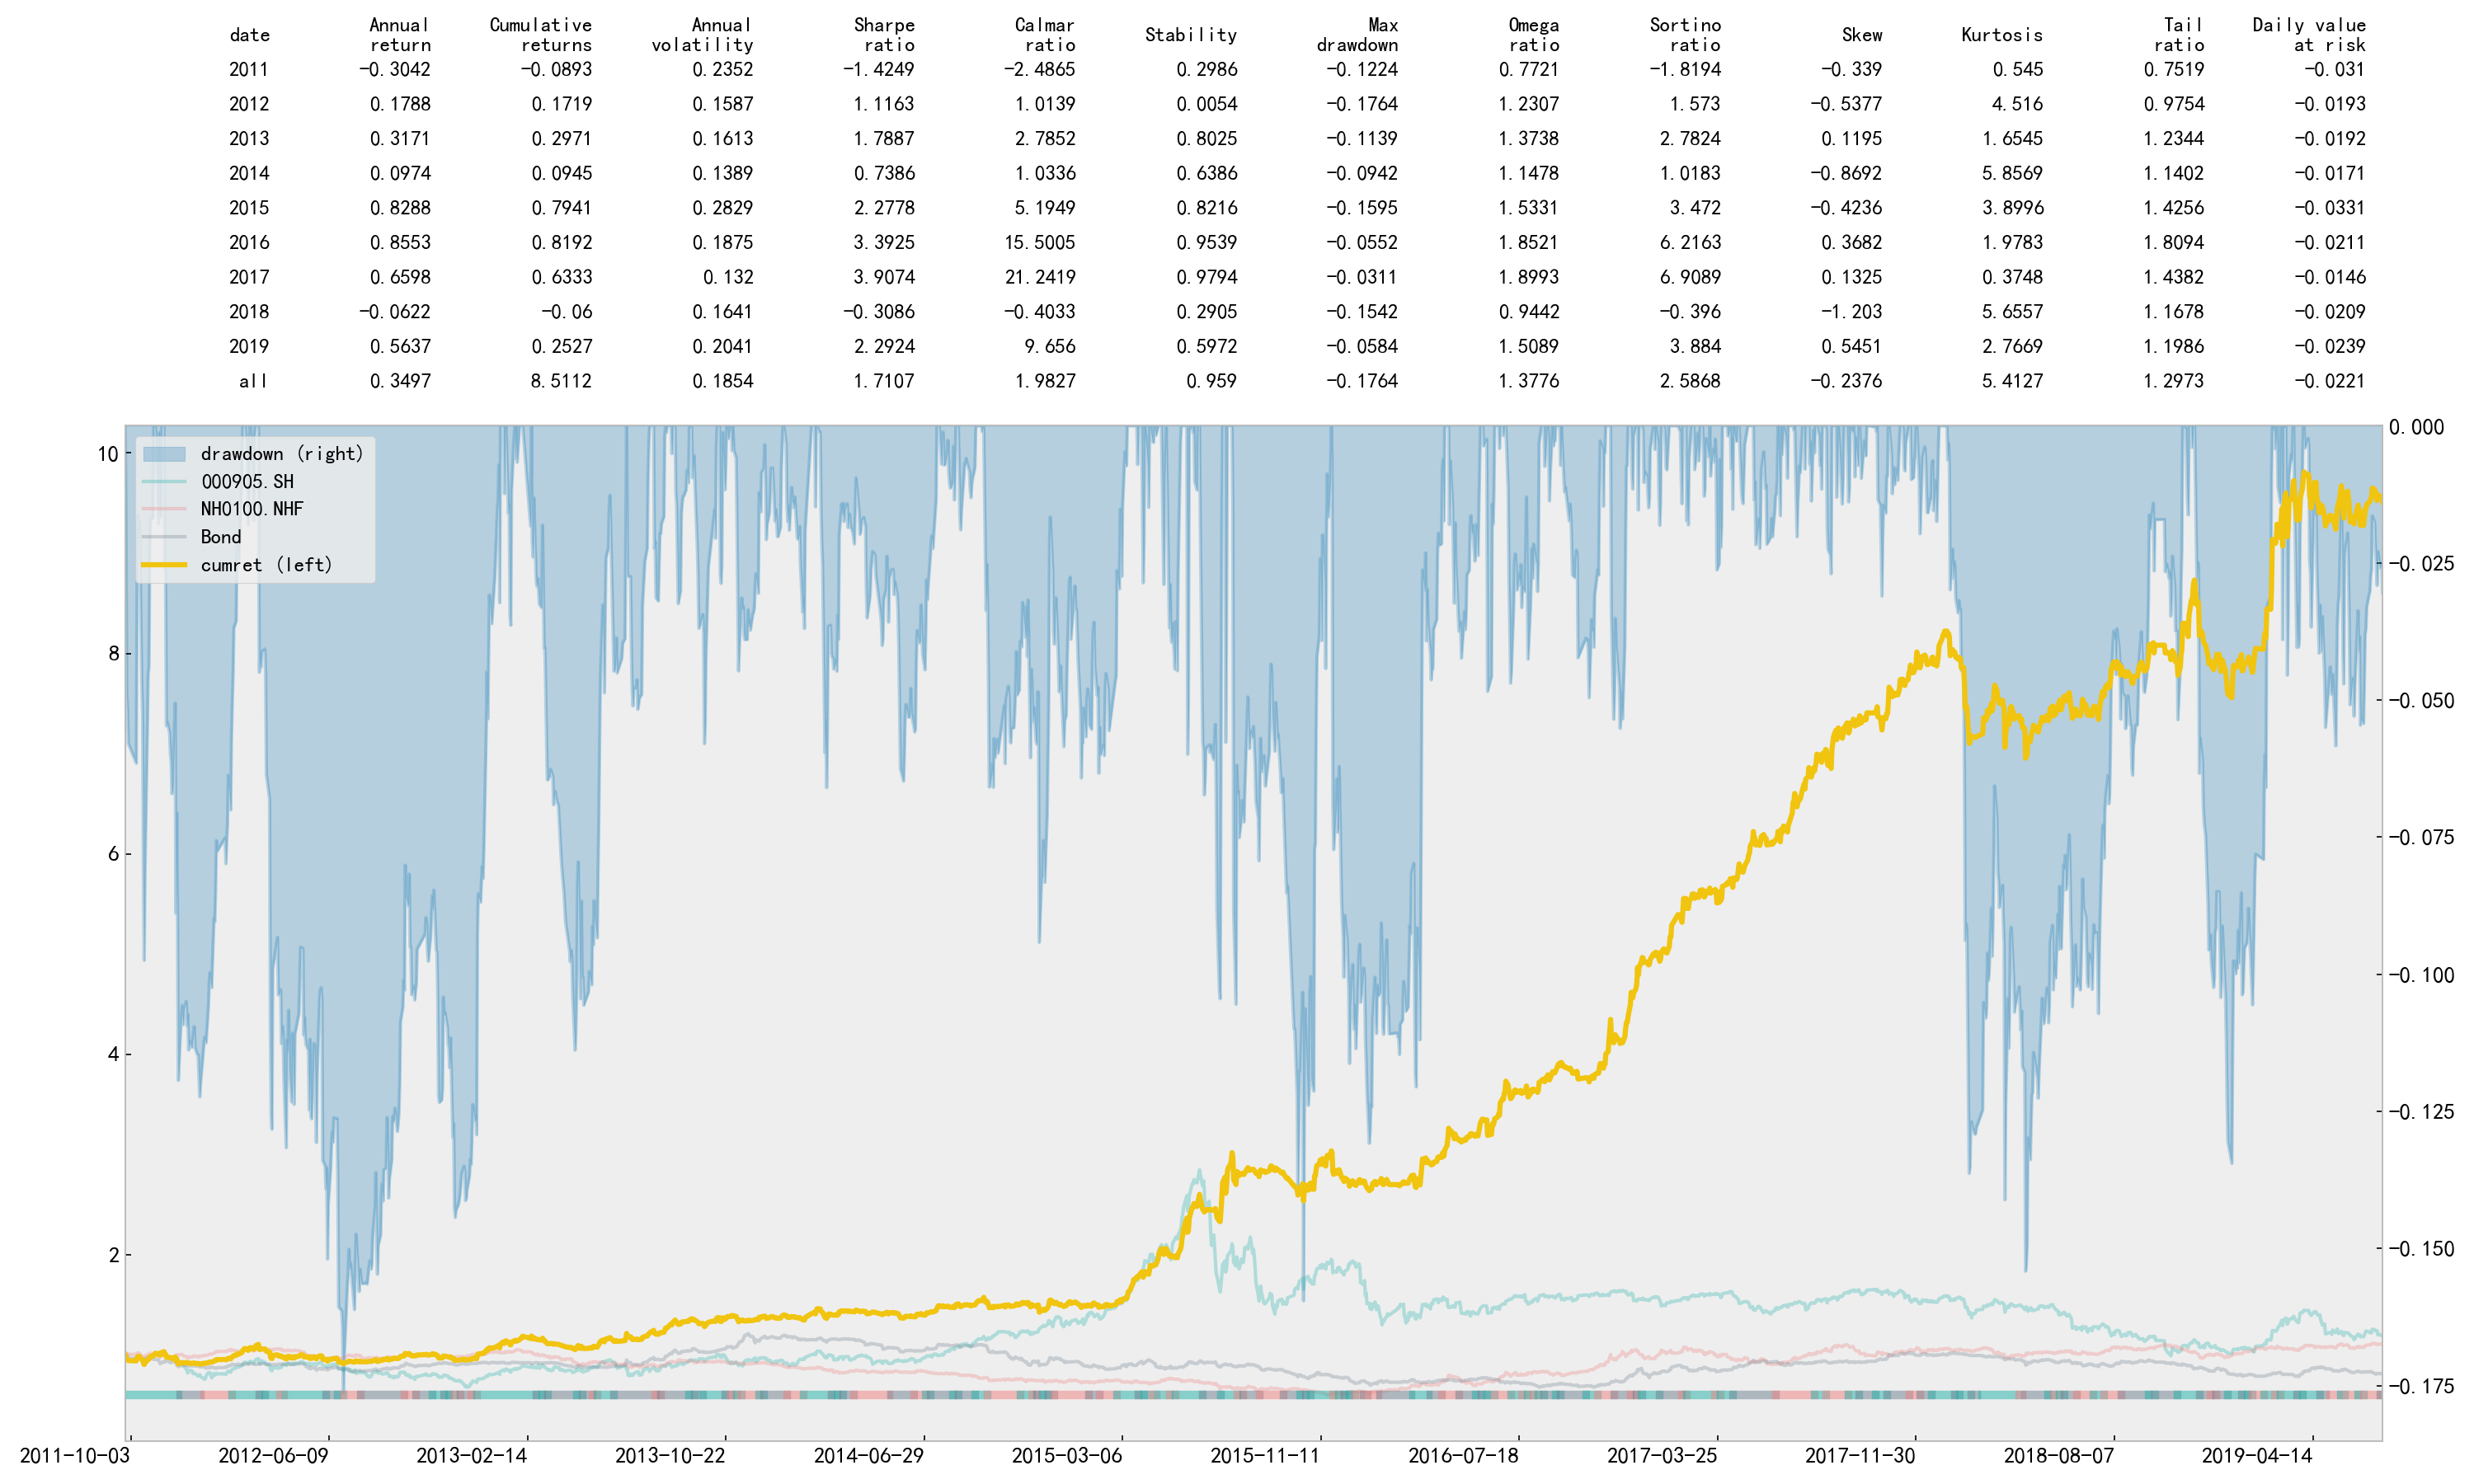 date Annual return Cumulative returns Annual volatility Sharpe ratio Calmar ratio Stability Max drawdown Omega ratio Sortino ratio Skew Kurtosis Tail ratio Daily value at risk
2011 -0.3042 -0.0893 0.2352 -1.4249 -2.4865 0.2986 -0.1224 0.7721 -1.8194 -0.339 0.545 0.7519 -0.031
2012 0.1788 0.1719 0.1587 1.1163 1.0139 0.0054 -0.1764 1.2307 1.573 -0.5377 4.516 0.9754 -0.0193
2013 0.3171 0.2971 0.1613 1.7887 2.7852 0.8025 -0.1139 1.3738 2.7824 0.1195 1.6545 1.2344 -0.0192
2014 0.0974 0.0945 0.1389 0.7386 1.0336 0.6386 -0.0942 1.1478 1.0183 -0.8692 5.8569 1.1402 -0.0171
2015 0.8288 0.7941 0.2829 2.2778 5.1949 0.8216 -0.1595 1.5331 3.472 -0.4236 3.8996 1.4256 -0.0331
2016 0.8553 0.8192 0.1875 3.3925 15.5005 0.9539 -0.0552 1.8521 6.2163 0.3682 1.9783 1.8094 -0.0211
2017 0.6598 0.6333 0.132 3.9074 21.2419 0.9794 -0.0311 1.8993 6.9089 0.1325 0.3748 1.4382 -0.0146
2018 -0.0622 -0.06 0.1641 -0.3086 -0.4033 0.2905 -0.1542 0.9442 -0.396 -1.203 5.6557 1.1678 -0.0209
2019 0.5637 0.2527 0.2041 2.2924 9.656 0.5972 -0.0584 1.5089 3.884 0.5451 2.7669 1.1986 -0.0239
all 0.3497 8.5112 0.1854 1.7107 1.9827 0.959 -0.1764 1.3776 2.5868 -0.2376 5.4127 1.2973 -0.0221
drawdown (right)
000905.SH
NH0100.NHF
Bond
cumret (left)
10
8
6
4
2
0.000
-0.025
-0.050
-0.075
-0.100
-0.125
-0.150
-0.175
2011-10-03 2012-06-09 2013-02-14 2013-10-22 2014-06-29 2015-03-06 2015-11-11 2016-07-18 2017-03-25 2017-11-30 2018-08-07 2019-04-14